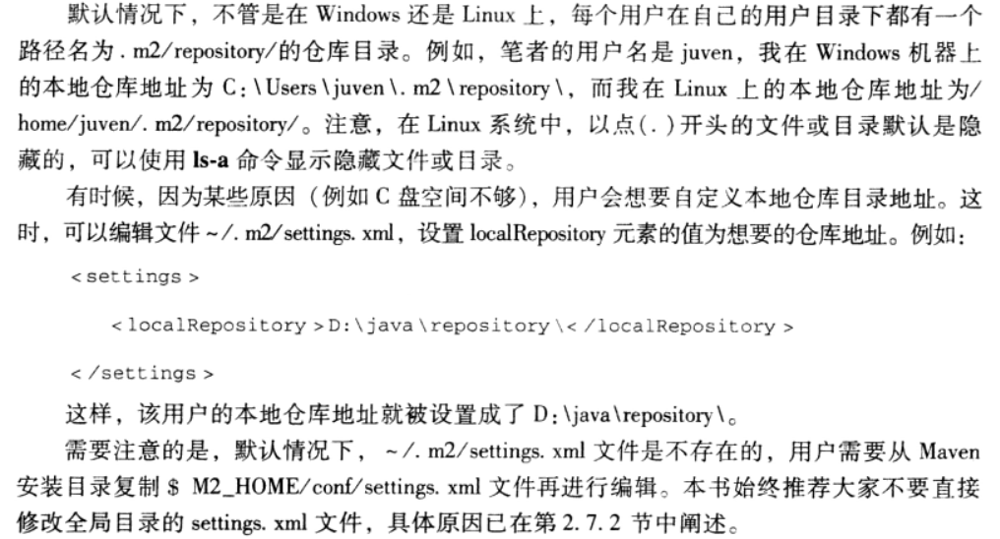 默认情况下，不管是在 Windows 还是 Linux 上，每个用户在自己的用户目录下都有一个
路径名为 . m2/repository/的仓库目录。例如，笔者的用户名是 juven，我在 Windows 机器上
的本地仓库地址为 C：\Users\juven\. m2\repository\，而我在 Linux 上的本地仓库地址为/
home/juven/. m2/repository/。注意，在 Linux 系统中，以点(.)开头的文件或目录默认是隐
藏的，可以使用 ls-a 命令显示隐藏文件或目录。
有时候，因为某些原因（例如 C 盘空间不够），用户会想要自定义本地仓库目录地址。这
时，可以编辑文件 ~/. m2/settings. xml，设置 localRepository 元素的值为想要的仓库地址。例如：
<settings>
<localRepository>D:\java\repository\</localRepository>
</settings>
这样，该用户的本地仓库地址就被设置成了 D：\java\repository\。
需要注意的是，默认情况下，~/. m2/settings. xml 文件是不存在的，用户需要从 Maven
安装目录复制 $ M2_HOME/conf/settings. xml 文件再进行编辑。本书始终推荐大家不要直接
修改全局目录的 settings. xml 文件，具体原因已在第 2. 7. 2 节中阐述。